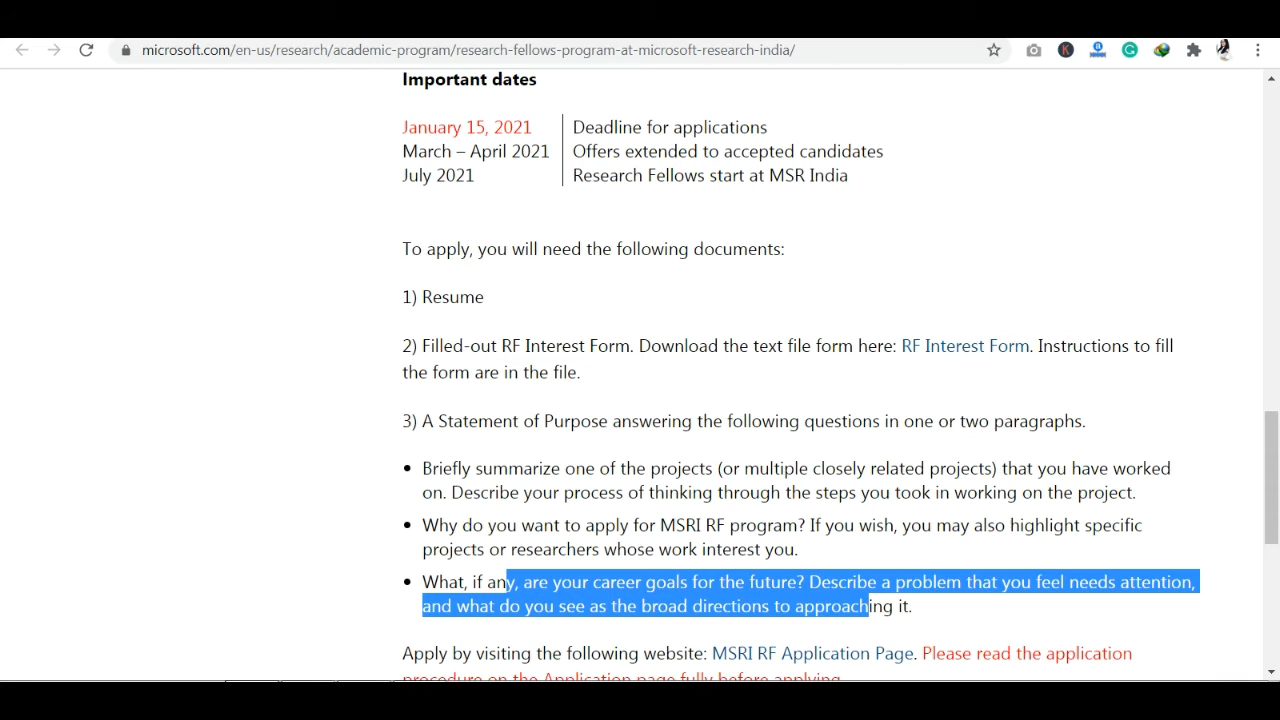 microsoft.com/en-us/research/academic-program/research-fellows-program-at-microsoft-research-india/
Important dates
January 15, 2021 Deadline for applications
March – April 2021 Offers extended to accepted candidates
July 2021 Research Fellows start at MSR India
To apply, you will need the following documents:
1) Resume
2) Filled-out RF Interest Form. Download the text file form here: RF Interest Form. Instructions to fill
the form are in the file.
3) A Statement of Purpose answering the following questions in one or two paragraphs.
• Briefly summarize one of the projects (or multiple closely related projects) that you have worked
on. Describe your process of thinking through the steps you took in working on the project.
• Why do you want to apply for MSRI RF program? If you wish, you may also highlight specific
projects or researchers whose work interest you.
• What, if any, are your career goals for the future? Describe a problem that you feel needs attention,
and what do you see as the broad directions to approaching it.
Apply by visiting the following website: MSRI RF Application Page. Please read the application
procedure on the Application page fully before applying.